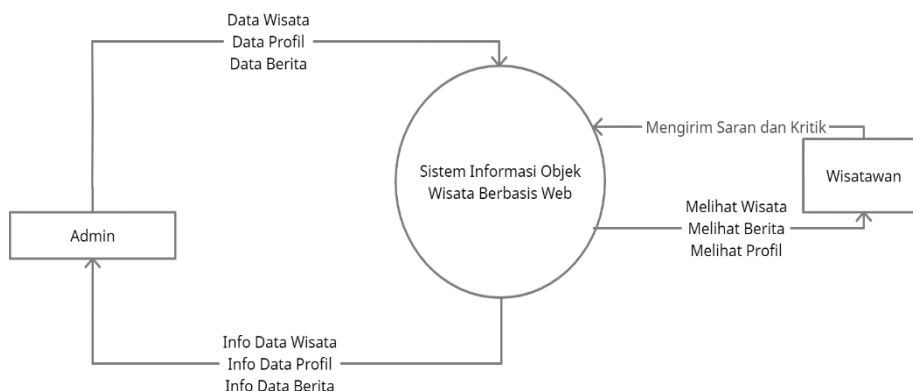 Data Wisata
Data Profil
Data Berita
Mengirim Saran dan Kritik
Sistem Informasi Objek
Wisata Berbasis Web
Wisatawan
Melihat Wisata
Melihat Berita
Melihat Profil
Admin
Info Data Wisata
Info Data Profil
Info Data Berita